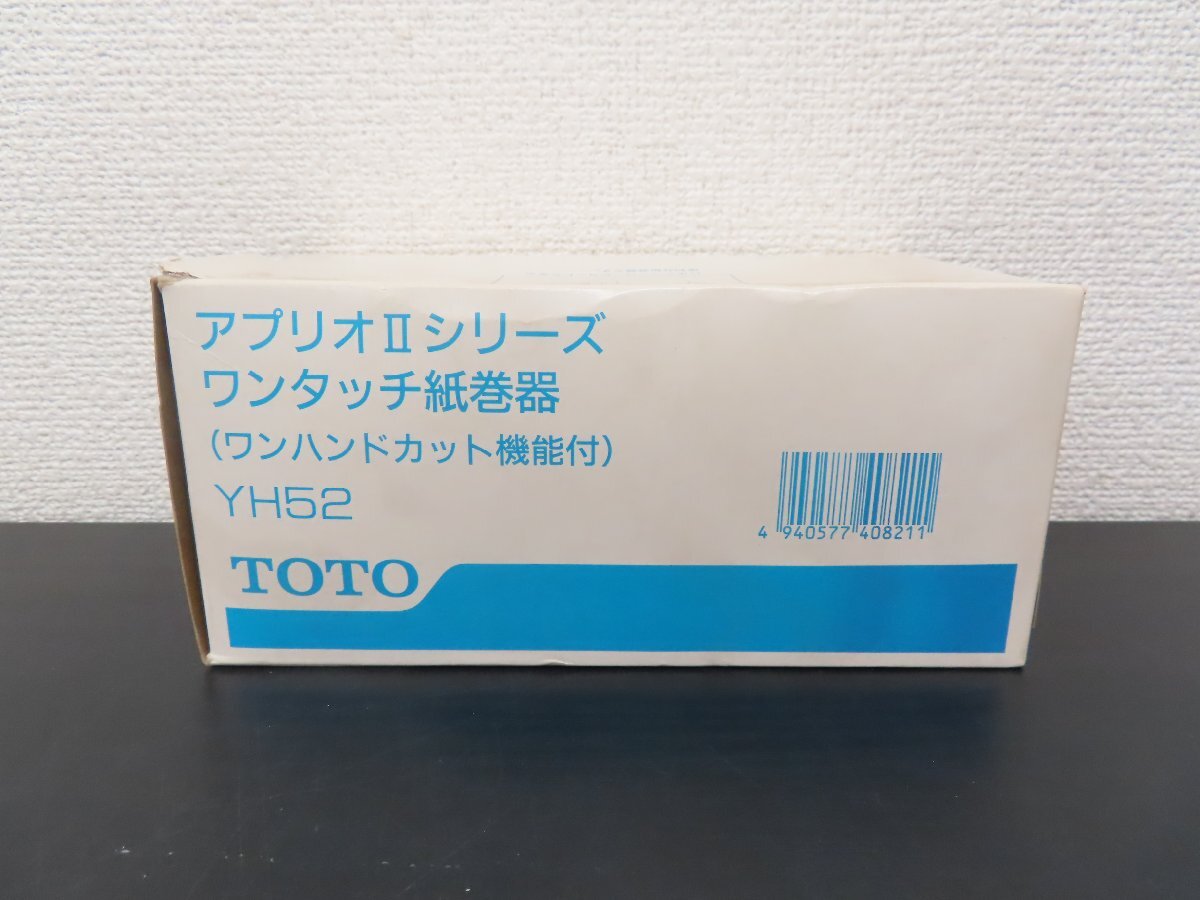 アプリオⅡシリーズ
ワンタッチ紙巻器
（ワンハンドカット機能付）
YH52
4 940577 408211
TOTO